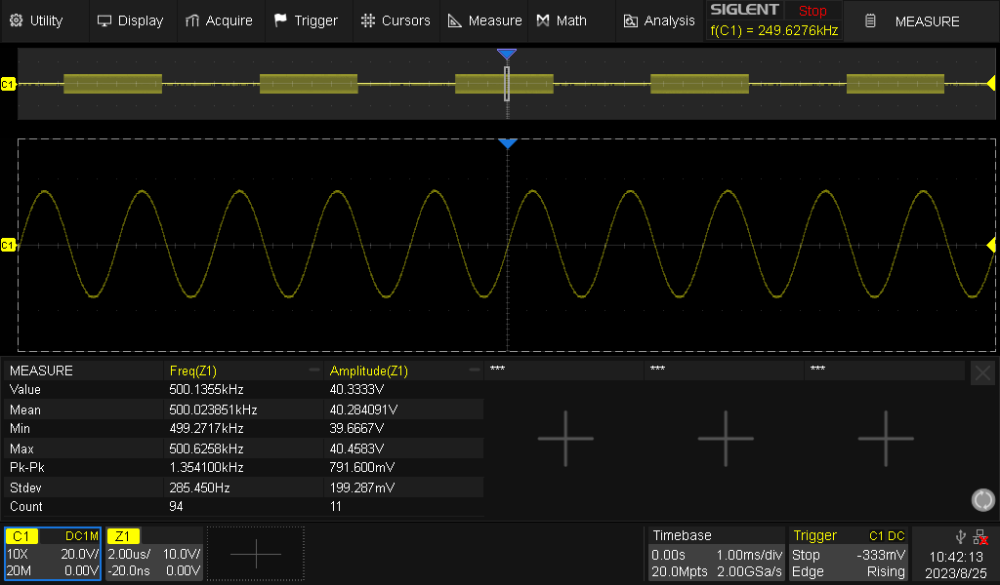 Utility Display Acquire Trigger Cursors Measure Math Analysis SIGLENT Stop MEASURE
f(C1) = 249.6276kHz
C1
C1
MEASURE Freq(Z1) Amplitude(Z1) *** *** ***
Value 500.1355kHz 40.3333V
Mean 500.023851kHz 40.284091V
Min 499.2717kHz 39.6667V
Max 500.6258kHz 40.4583V
Pk-Pk 1.354100kHz 791.600mV
Stdev 285.450Hz 199.287mV
Count 94 11
C1 DC1M Z1 Timebase Trigger C1 DC
10X 20.0V/ 2.00us/ 10.0V/ 0.00s 1.00ms/div Stop -333mV 10:42:13
20M 0.00V -20.0ns 0.00V 20.0Mpts 2.00GSa/s Edge Rising 2023/8/25